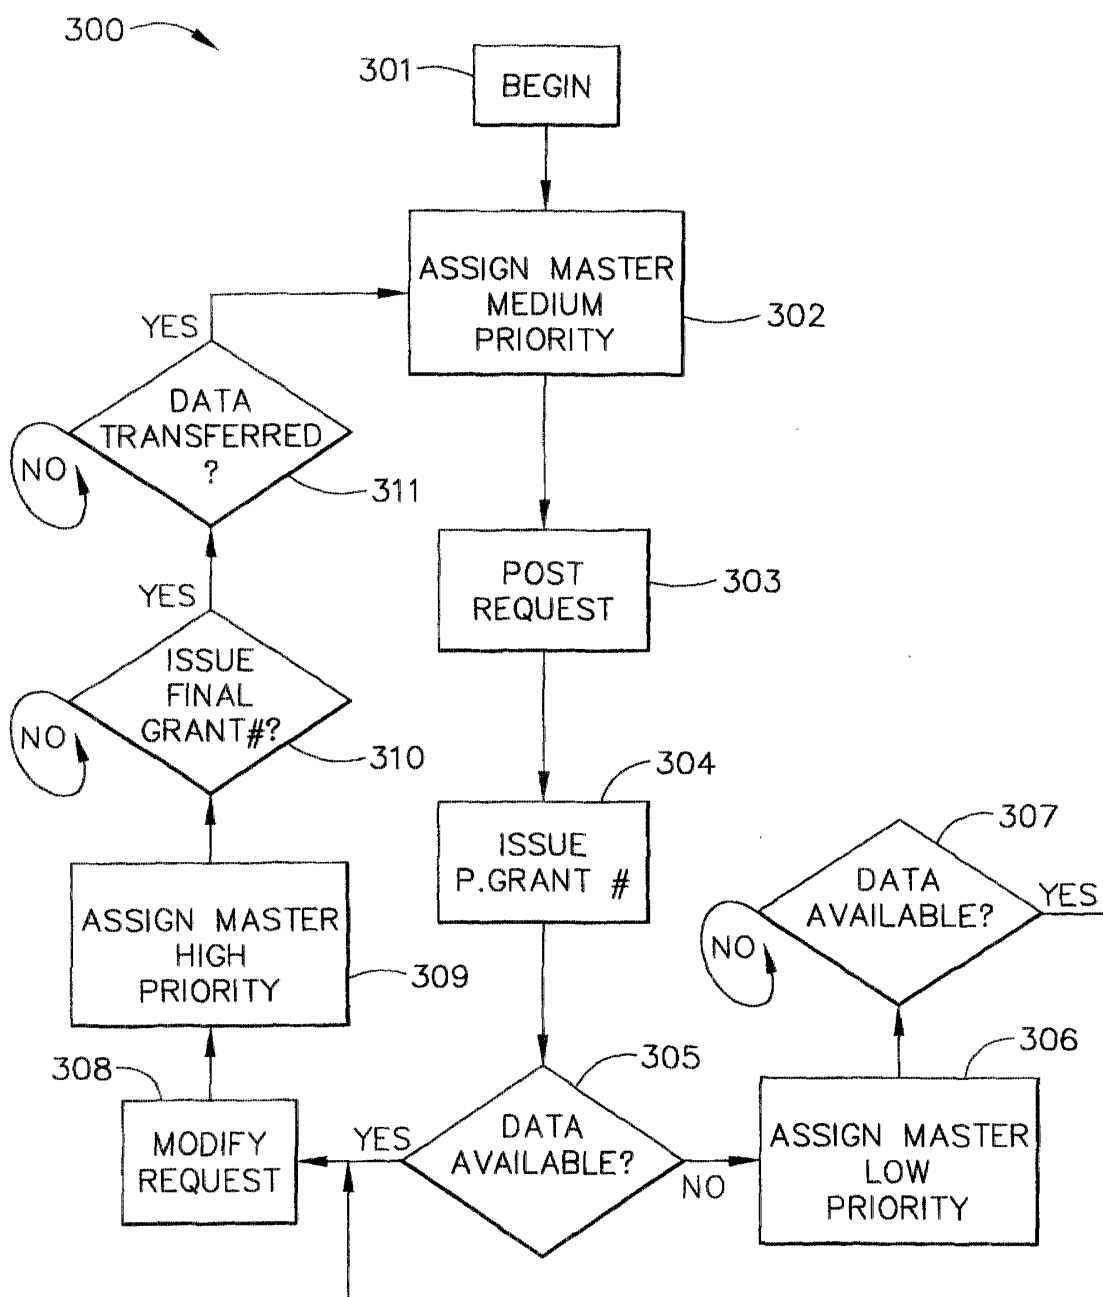 300
301
BEGIN
ASSIGN MASTER
MEDIUM
PRIORITY
302
YES
DATA
TRANSFERRED
?
NO
311
POST
REQUEST
303
YES
ISSUE
FINAL
GRANT#?
NO
310
304
ISSUE
P.GRANT #
307
DATA
AVAILABLE?
YES
NO
ASSIGN MASTER
HIGH
PRIORITY
309
308
MODIFY
REQUEST
YES
305
DATA
AVAILABLE?
NO
306
ASSIGN MASTER
LOW
PRIORITY